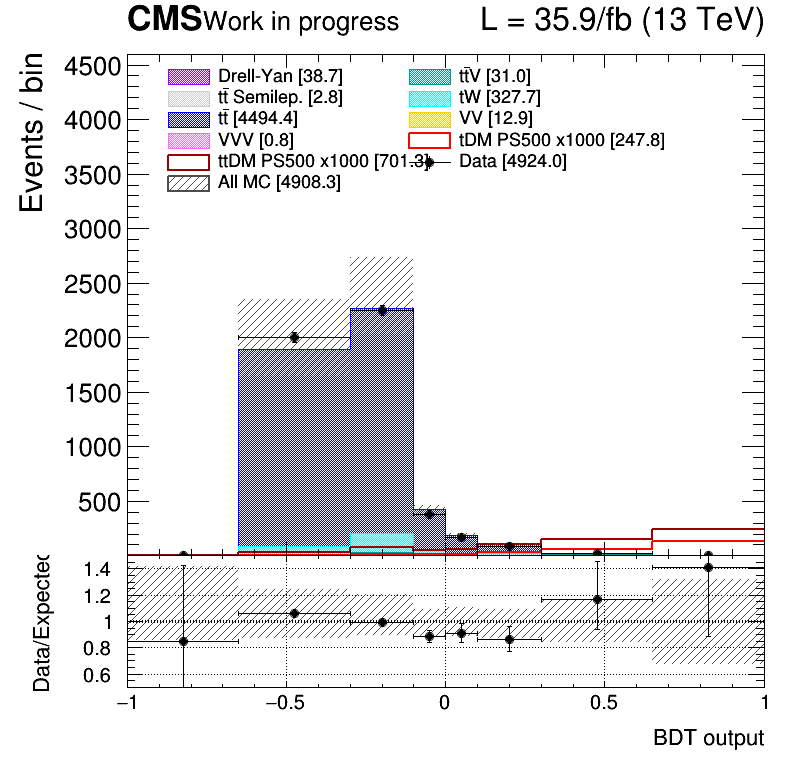 CMS Work in progress L = 35.9/fb (13 TeV)
Events / bin
4500
4000
3500
3000
2500
2000
1500
1000
500
Drell-Yan [38.7] tt̄V [31.0]
tt̄ Semilep. [2.8] tW [327.7]
tt̄ [4494.4] VV [12.9]
VVV [0.8] tDM PS500 x1000 [247.8]
ttDM PS500 x1000 [701.3] Data [4924.0]
All MC [4908.3]
Data/Expected
1.4
1.2
1
0.8
0.6
−1 −0.5 0 0.5 1
BDT output